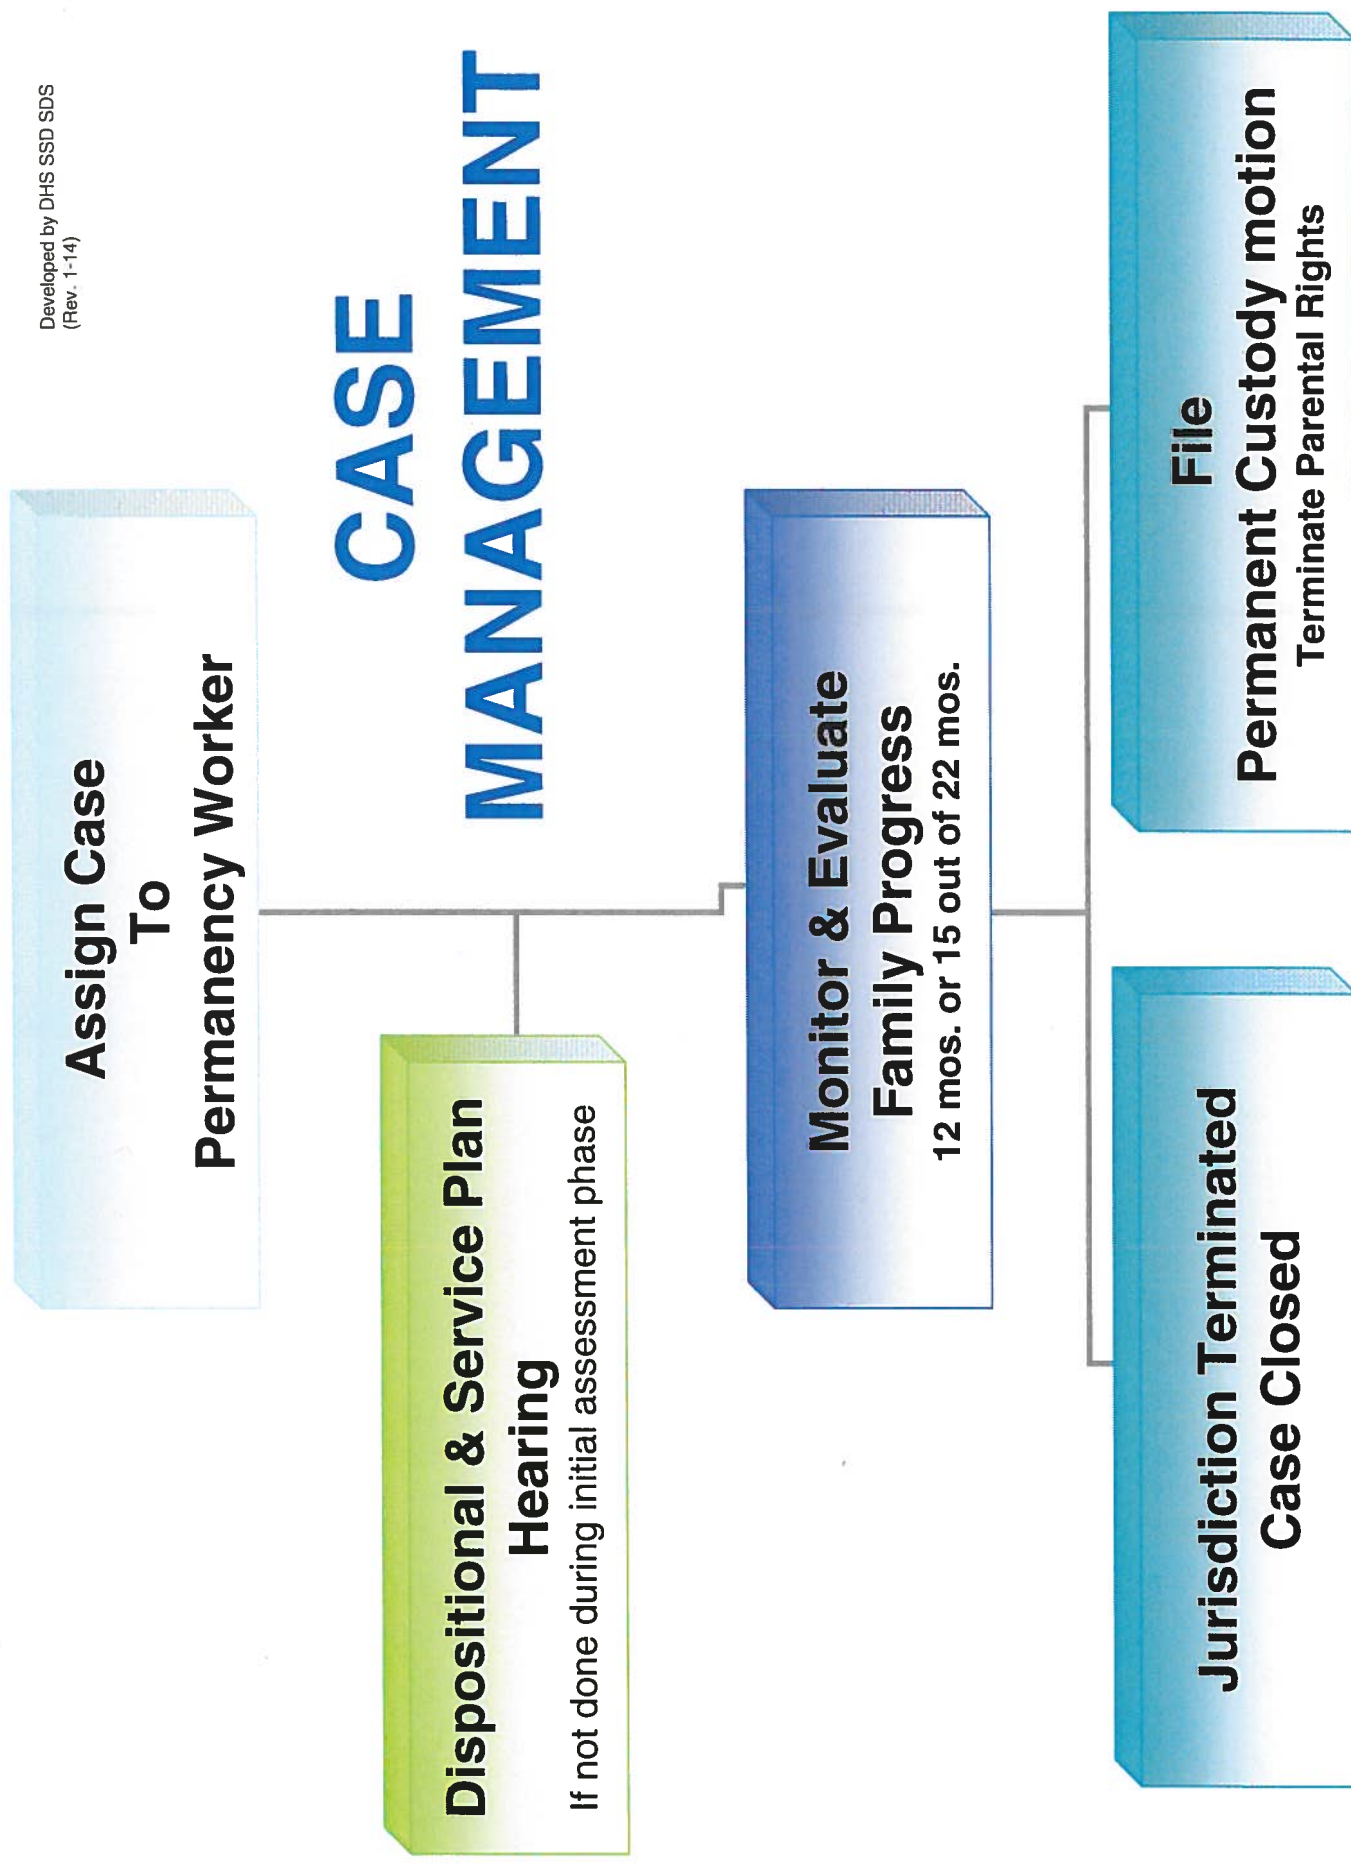 Developed by DHS SSD SDS
(Rev. 1-14)
Assign Case
To
Permanency Worker
CASE
MANAGEMENT
Dispositional & Service Plan
Hearing
If not done during initial assessment phase
Monitor & Evaluate
Family Progress
12 mos. or 15 out of 22 mos.
Jurisdiction Terminated
Case Closed
File
Permanent Custody motion
Terminate Parental Rights